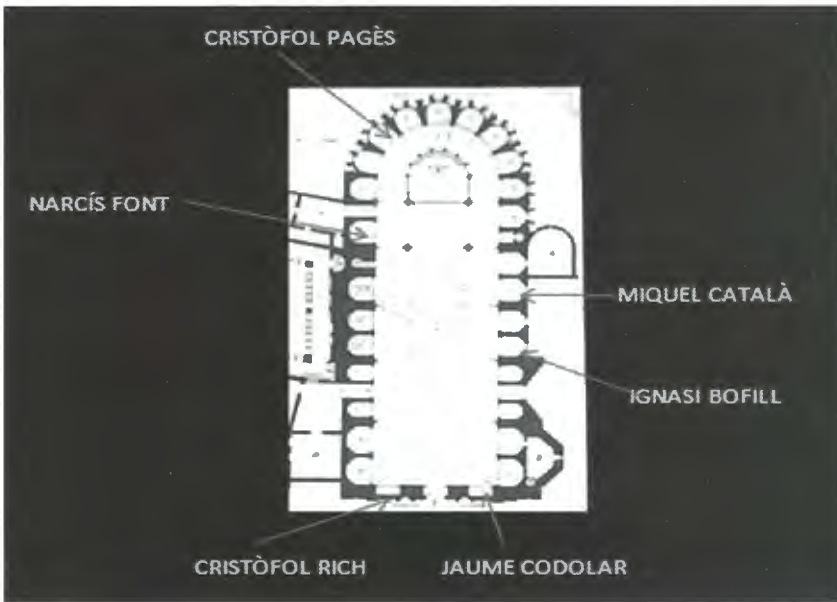 CRISTÒFOL PAGÈS
NARCÍS FONT
MIQUEL CATALÀ
IGNASI BOFILL
CRISTÒFOL RICH
JAUME CODOLAR